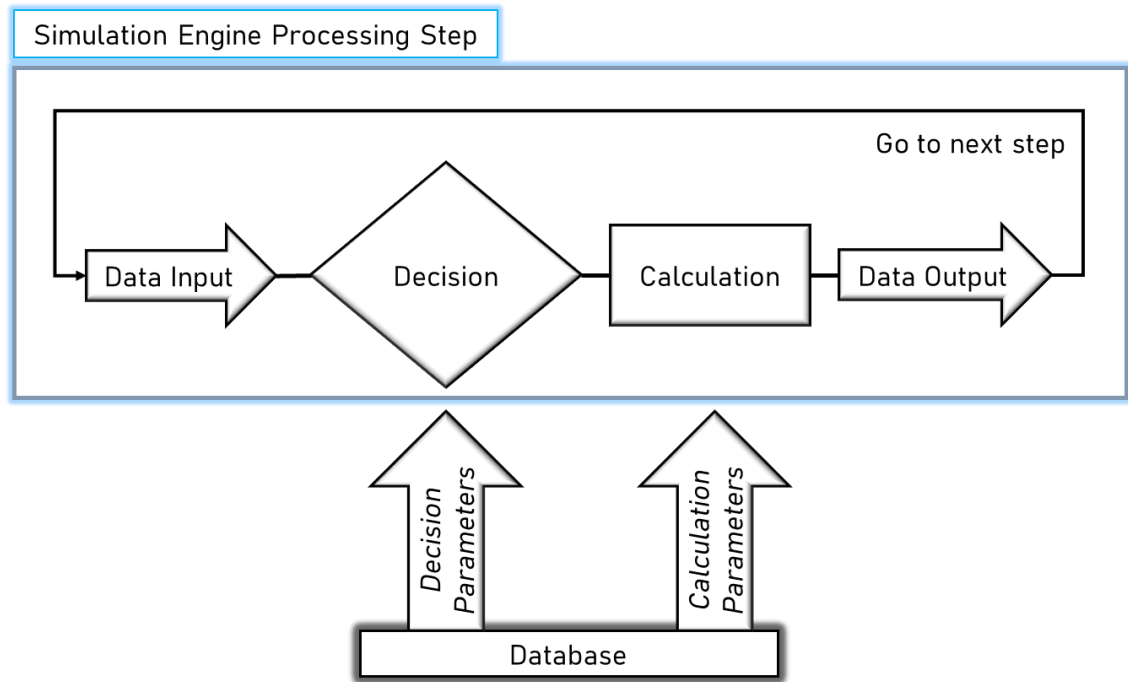 Simulation Engine Processing Step
Go to next step
Data Input
Decision
Calculation
Data Output
Decision
Parameters
Calculation
Parameters
Database